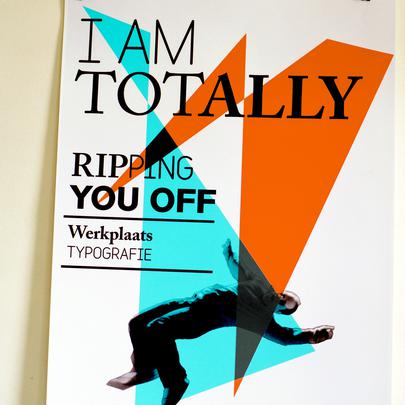 I AM
TOTALLY
RIPPING
YOU OFF
Werkplaats
TYPOGRAFIE